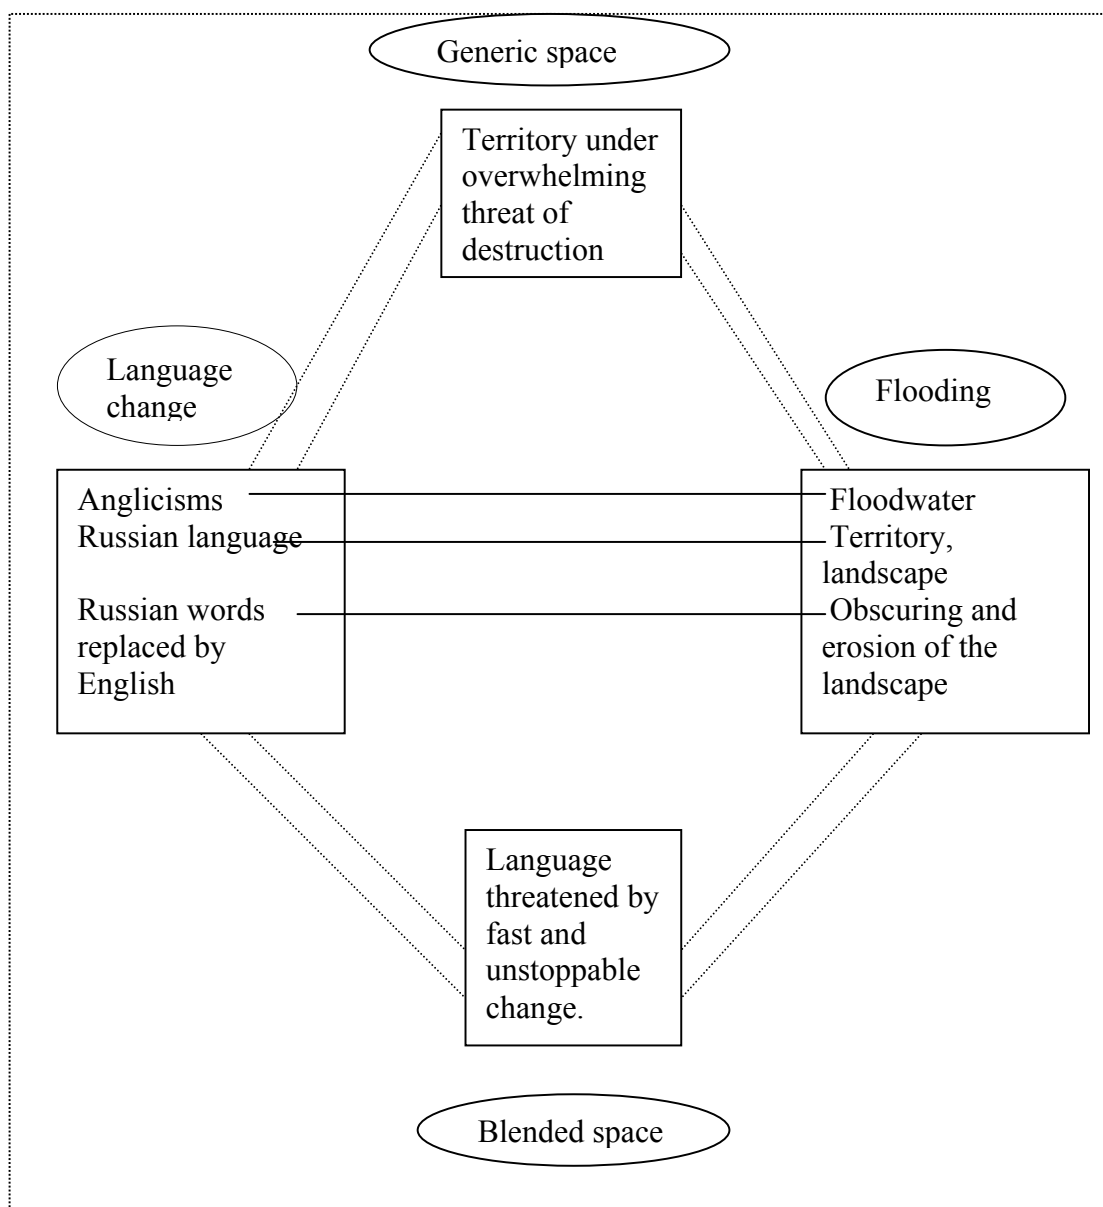 Generic space
Territory under
overwhelming
threat of
destruction
Language
change
Flooding
Anglicisms
Russian language
Russian words
replaced by
English
Floodwater
Territory,
landscape
Obscuring and
erosion of the
landscape
Language
threatened by
fast and
unstoppable
change.
Blended space